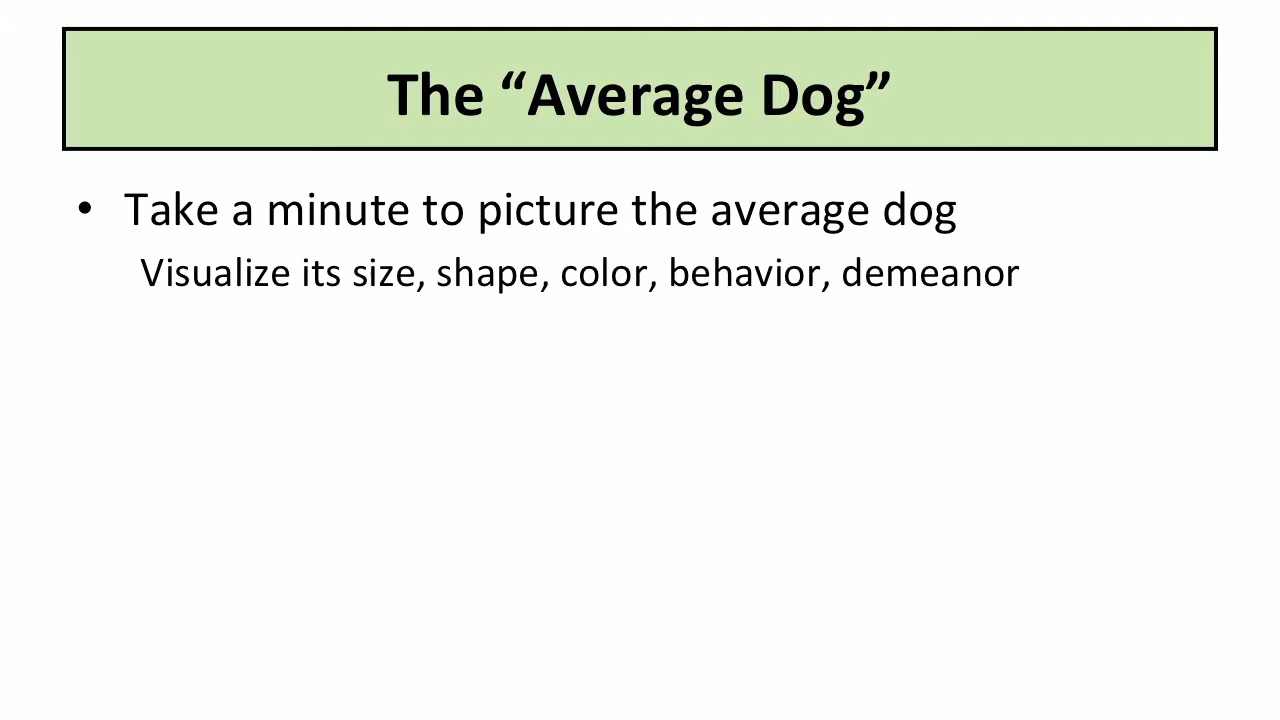 The “Average Dog”
• Take a minute to picture the average dog
Visualize its size, shape, color, behavior, demeanor